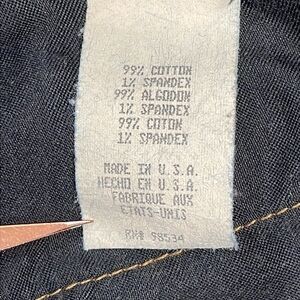 99% COTTON
1% SPANDEX
99% ALGODON
1% SPANDEX
99% COTON
1% SPANDEX
MADE IN U.S.A.
HECHO EN U.S.A.
FABRIQUE AUX
ETATS-UNIS
RN# 98534